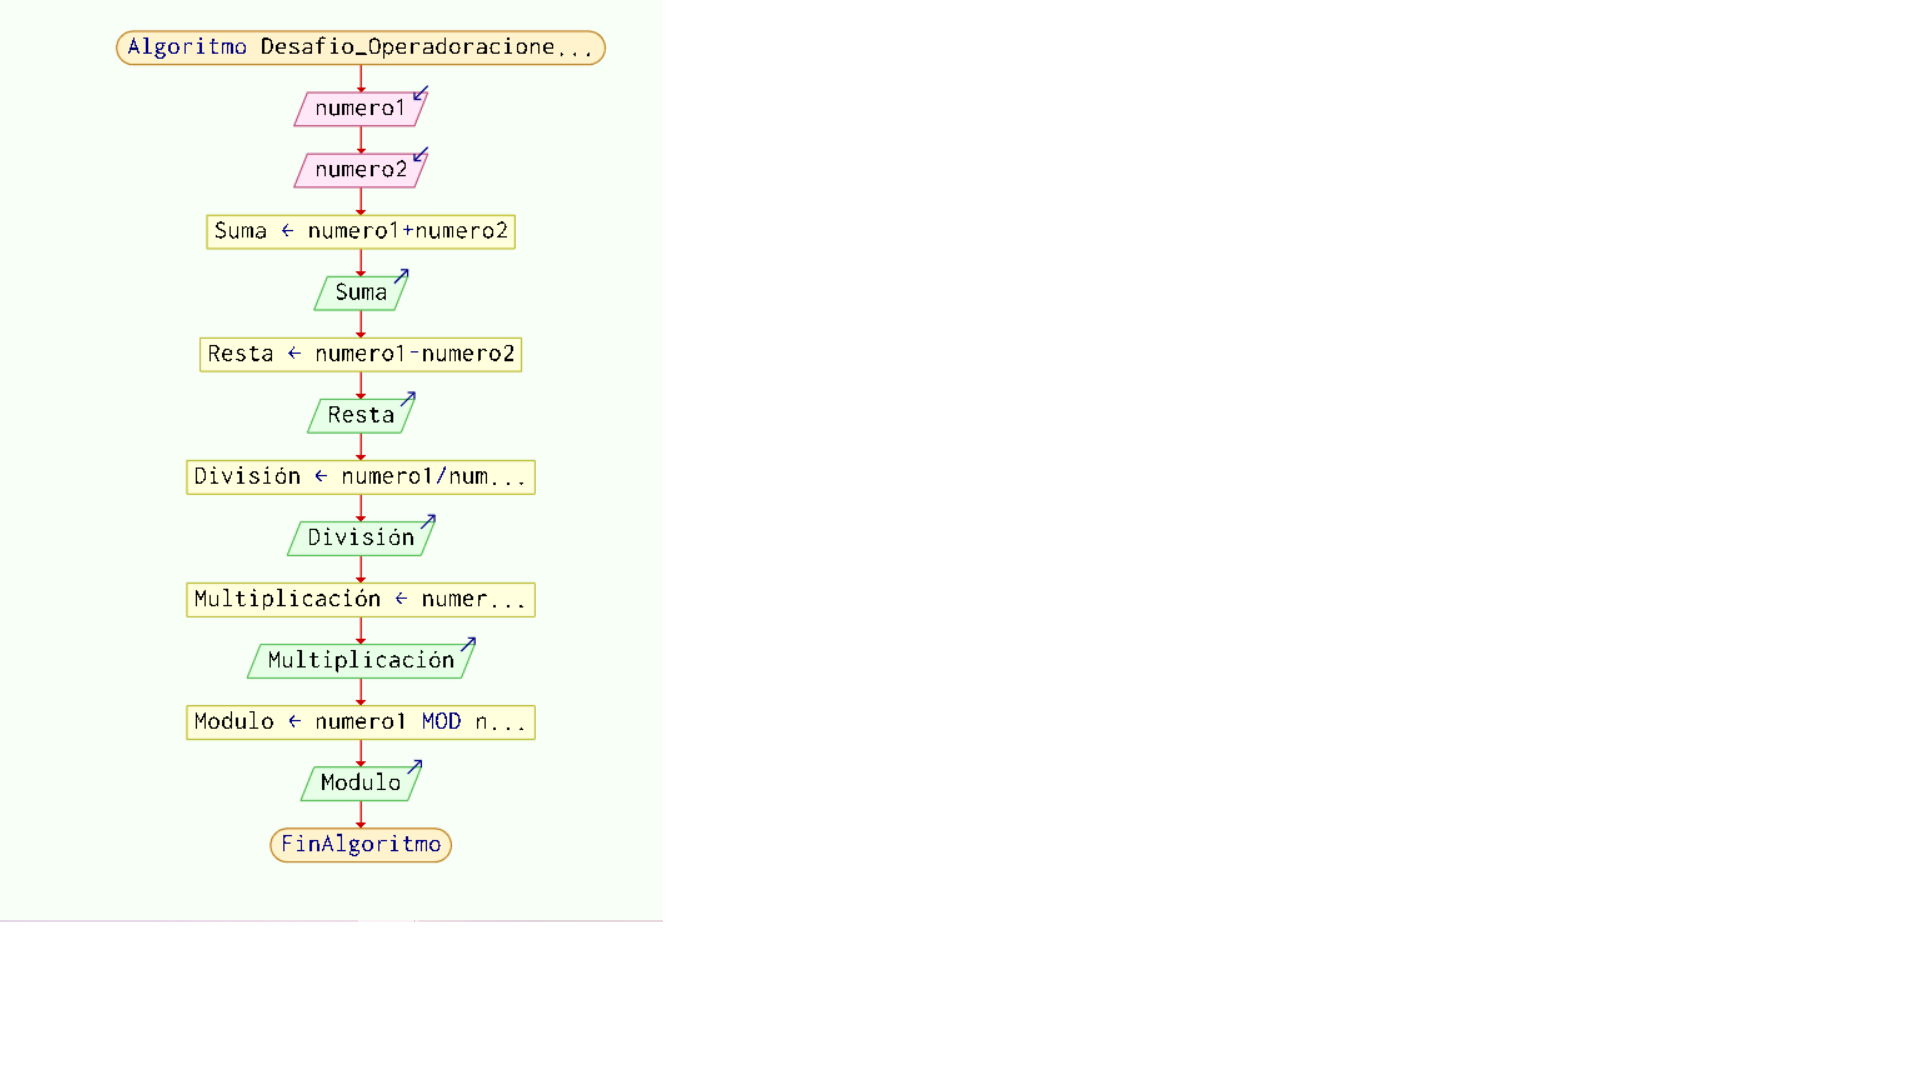 Algoritmo Desafio_Operadoracione...
numero1
numero2
Suma ← numero1+numero2
Suma
Resta ← numero1-numero2
Resta
División ← numero1/num...
División
Multiplicación ← numer...
Multiplicación
Modulo ← numero1 MOD n...
Modulo
FinAlgoritmo